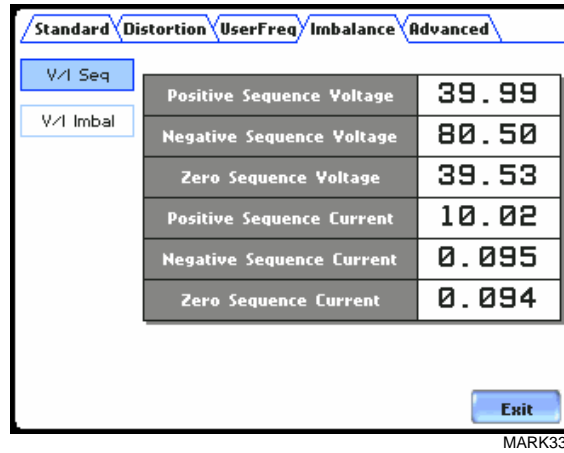 Standard Distortion UserFreq Imbalance Advanced
V/I Seq
V/I Imbal
Positive Sequence Voltage 39.99
Negative Sequence Voltage 80.50
Zero Sequence Voltage 39.53
Positive Sequence Current 10.02
Negative Sequence Current 0.095
Zero Sequence Current 0.094
Exit
MARK33